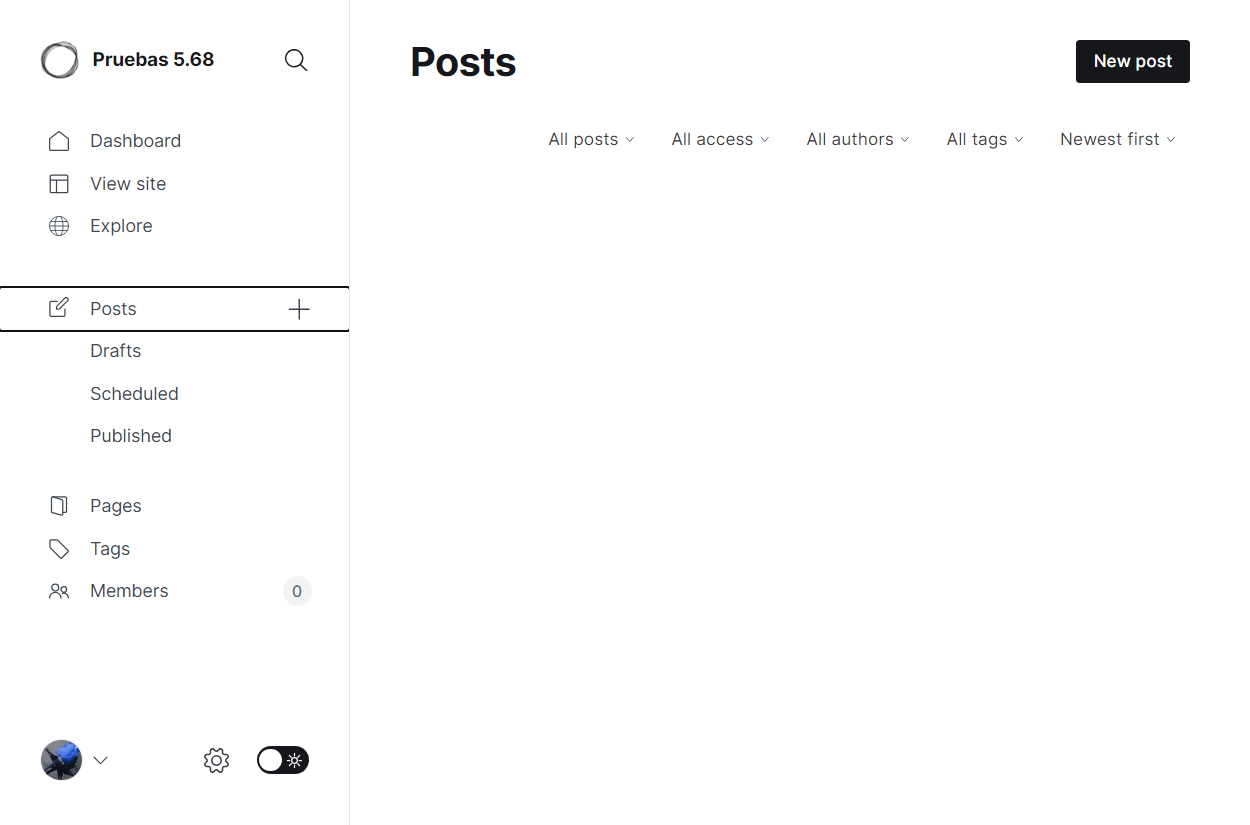 Pruebas 5.68
Dashboard
View site
Explore
Posts
Drafts
Scheduled
Published
Pages
Tags
Members 0
Posts
New post
All posts All access All authors All tags Newest first